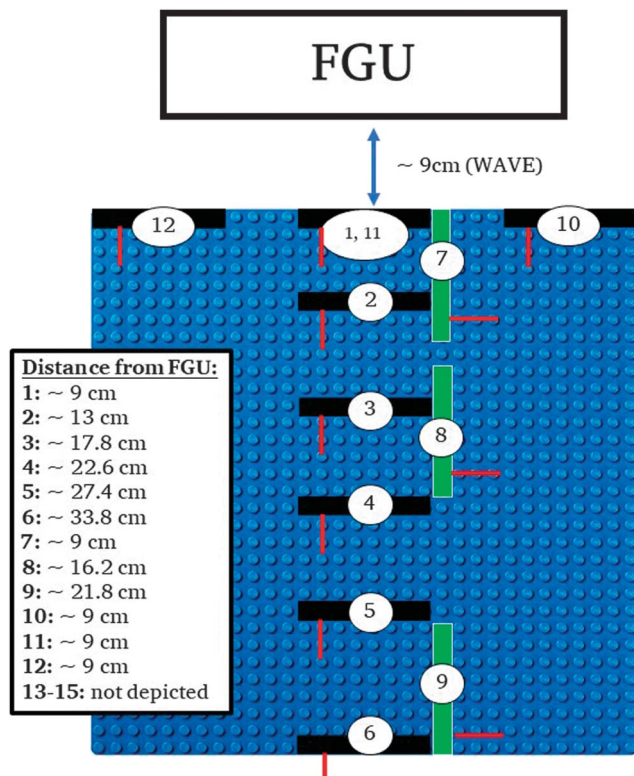 FGU
~ 9cm (WAVE)
12
1, 11
10
7
2
3
8
4
5
9
6
Distance from FGU:
1: ~ 9 cm
2: ~ 13 cm
3: ~ 17.8 cm
4: ~ 22.6 cm
5: ~ 27.4 cm
6: ~ 33.8 cm
7: ~ 9 cm
8: ~ 16.2 cm
9: ~ 21.8 cm
10: ~ 9 cm
11: ~ 9 cm
12: ~ 9 cm
13-15: not depicted